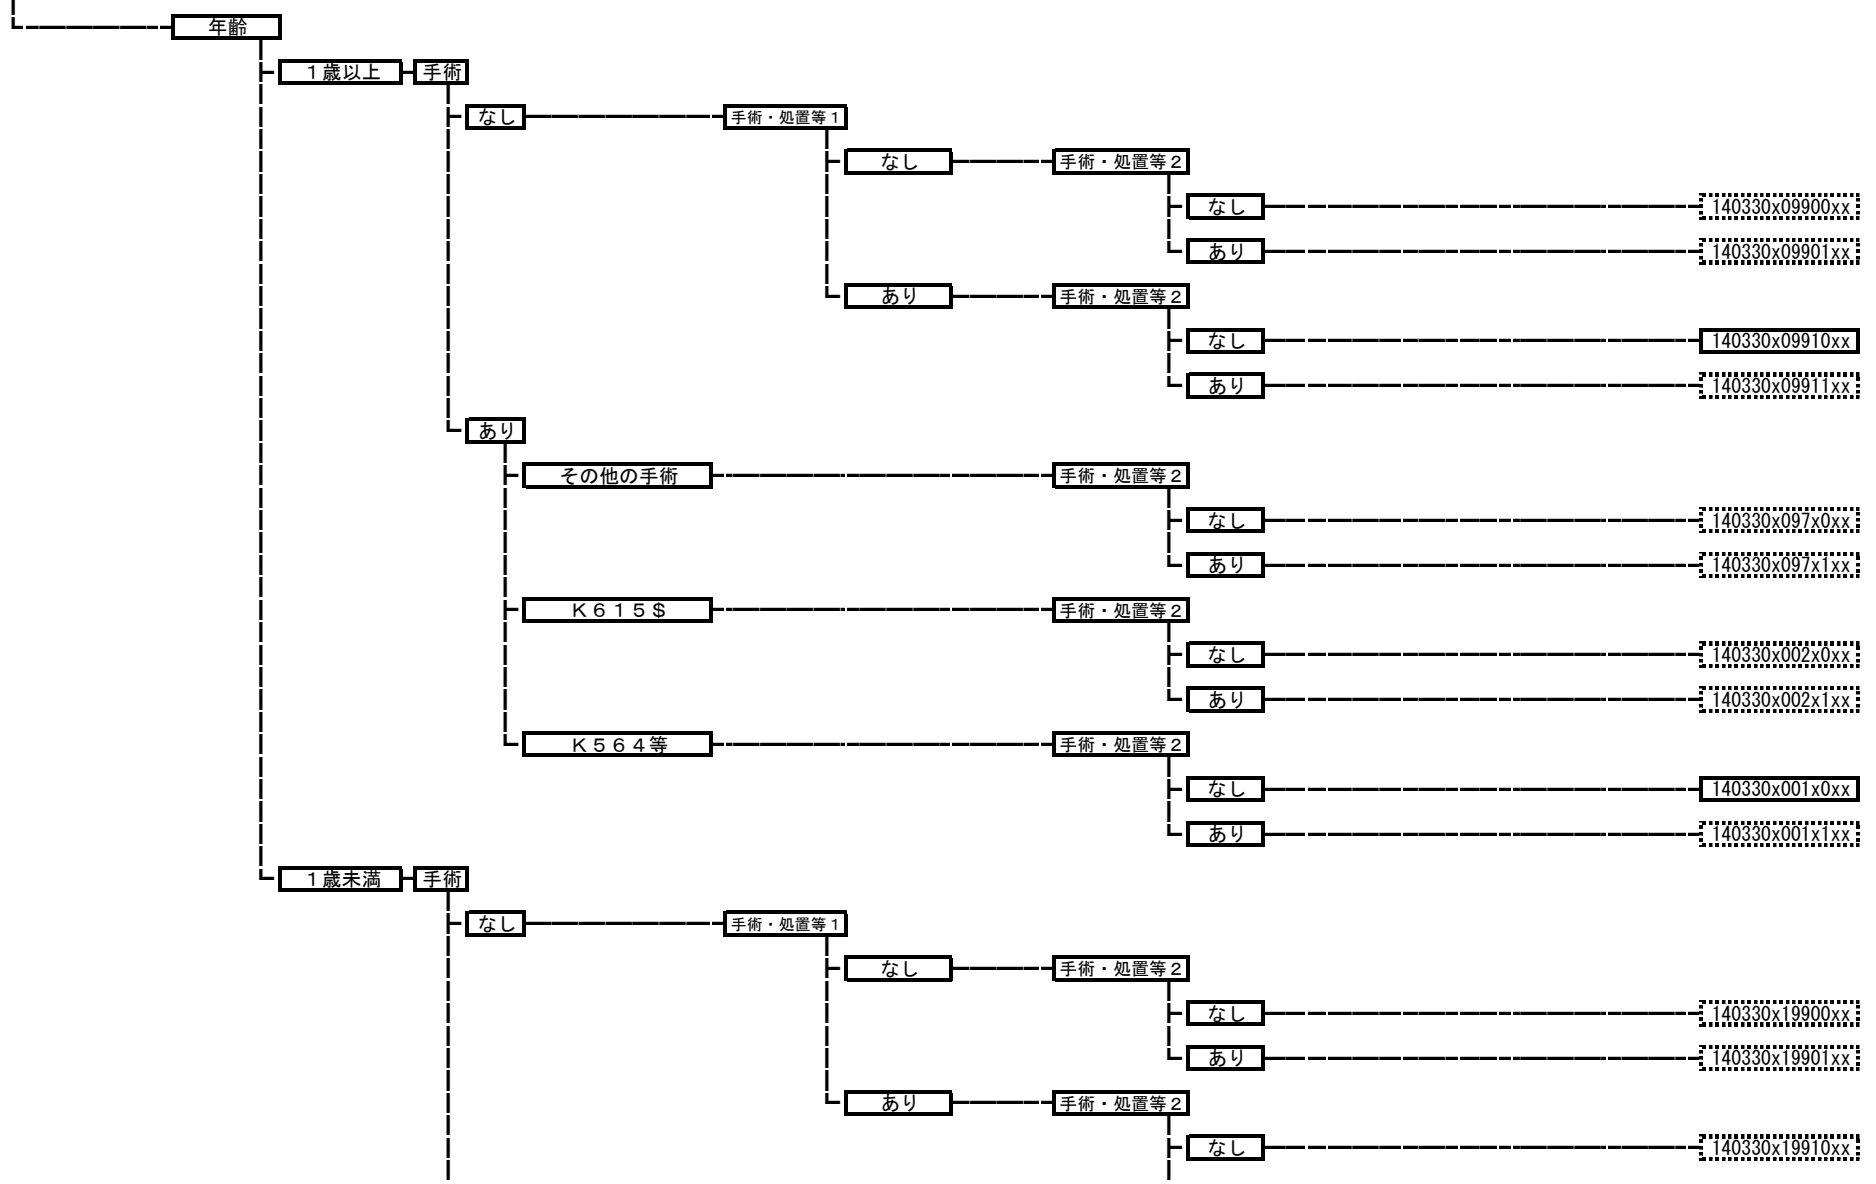 年齢
１歳以上 手術
なし 手術・処置等１
なし 手術・処置等２
なし 140330x09900xx
あり 140330x09901xx
あり 手術・処置等２
なし 140330x09910xx
あり 140330x09911xx
あり
その他の手術 手術・処置等２
なし 140330x097x0xx
あり 140330x097x1xx
Ｋ６１５＄ 手術・処置等２
なし 140330x002x0xx
あり 140330x002x1xx
Ｋ５６４等 手術・処置等２
なし 140330x001x0xx
あり 140330x001x1xx
１歳未満 手術
なし 手術・処置等１
なし 手術・処置等２
なし 140330x19900xx
あり 140330x19901xx
あり 手術・処置等２
なし 140330x19910xx